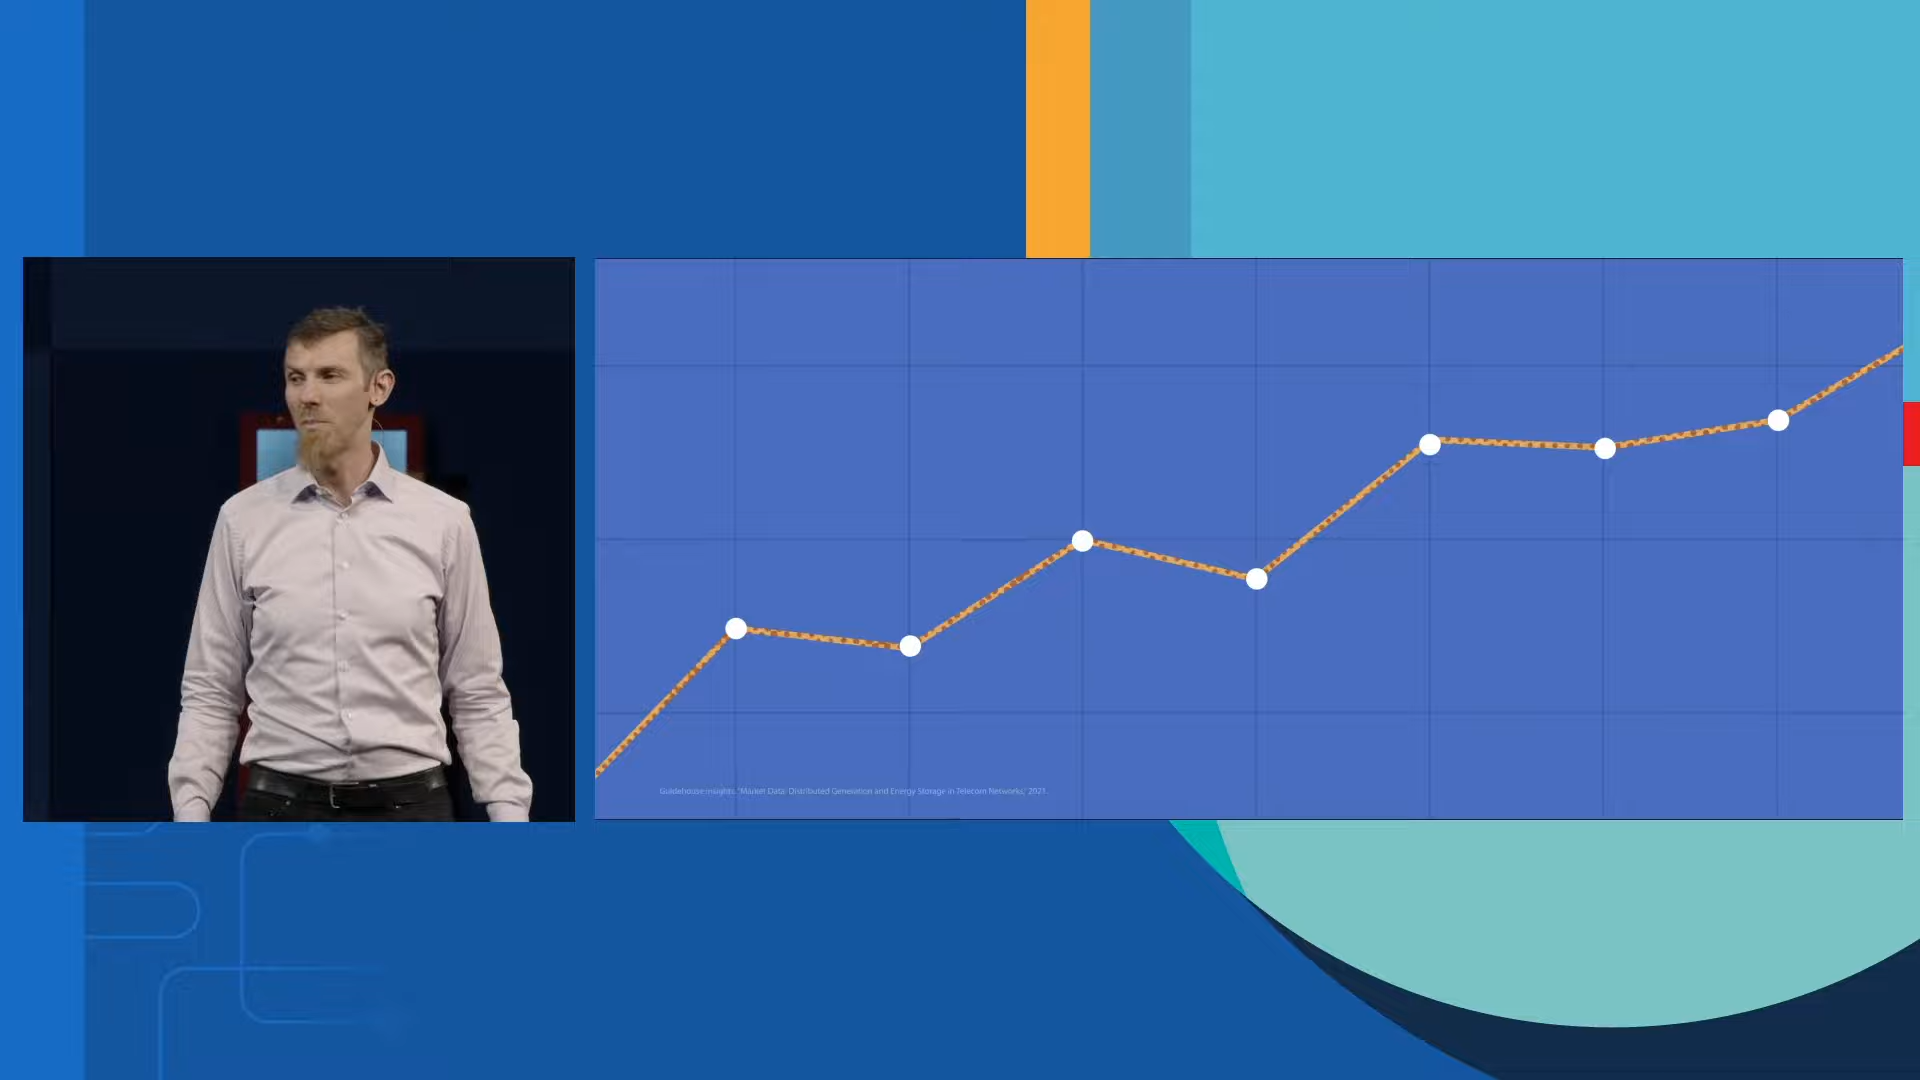 Guidehouse Insights, "Market Data: Distributed Generation and Energy Storage in Telecom Networks," 2021.